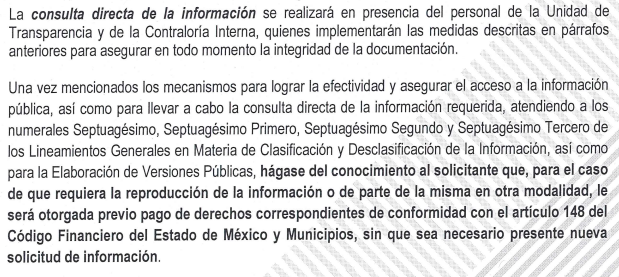 La consulta directa de la información se realizará en presencia del personal de la Unidad de
Transparencia y de la Contraloría Interna, quienes implementarán las medidas descritas en párrafos
anteriores para asegurar en todo momento la integridad de la documentación.
Una vez mencionados los mecanismos para lograr la efectividad y asegurar el acceso a la información
pública, así como para llevar a cabo la consulta directa de la información requerida, atendiendo a los
numerales Septuagésimo, Septuagésimo Primero, Septuagésimo Segundo y Septuagésimo Tercero de
los Lineamientos Generales en Materia de Clasificación y Desclasificación de la Información, así como
para la Elaboración de Versiones Públicas, hágase del conocimiento al solicitante que, para el caso
de que requiera la reproducción de la información o de parte de la misma en otra modalidad, le
será otorgada previo pago de derechos correspondientes de conformidad con el artículo 148 del
Código Financiero del Estado de México y Municipios, sin que sea necesario presente nueva
solicitud de información.